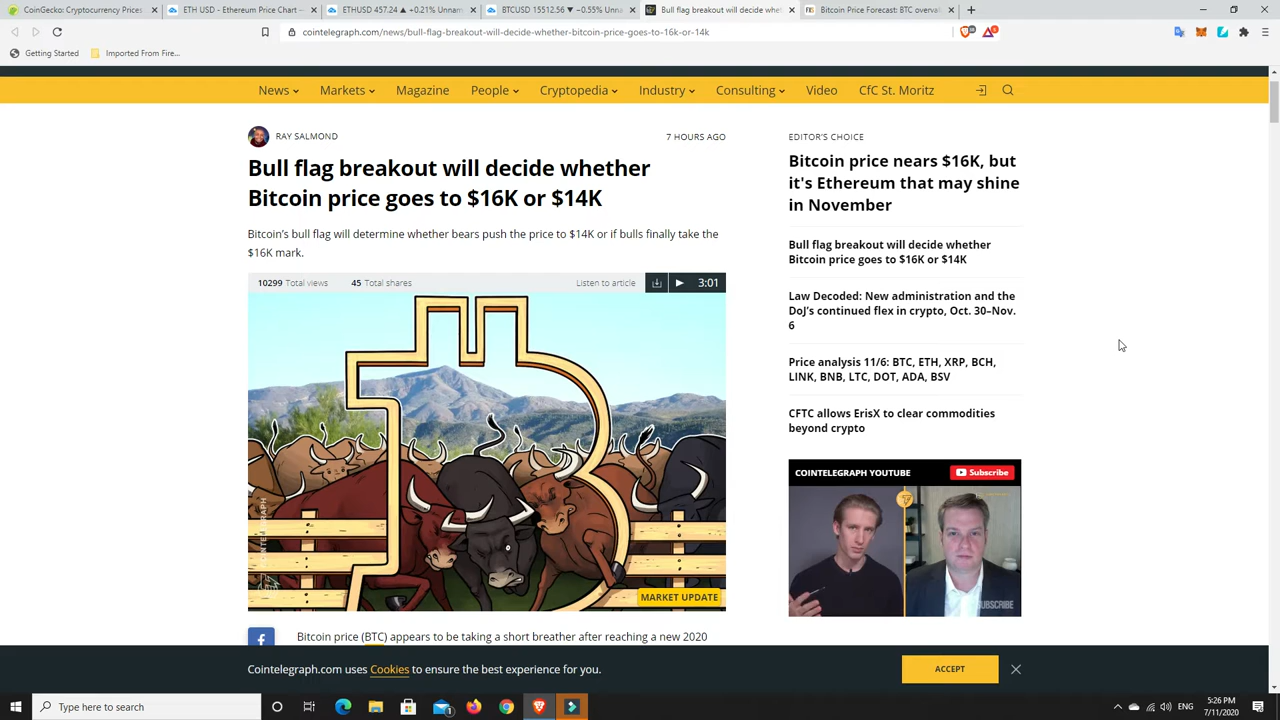 CoinGecko: Cryptocurrency Prices
ETH USD - Ethereum Price Chart —
ETHUSD 457.24 ▲ +0.21% Unnam
BTCUSD 15512.56 ▼ −0.55% Unna
Bull flag breakout will decide whet
Bitcoin Price Forecast: BTC overval
cointelegraph.com/news/bull-flag-breakout-will-decide-whether-bitcoin-price-goes-to-16k-or-14k
Getting Started
Imported From Fire...
News
Markets
Magazine
People
Cryptopedia
Industry
Consulting
Video
CfC St. Moritz
RAY SALMOND
7 HOURS AGO
Bull flag breakout will decide whether
Bitcoin price goes to $16K or $14K
Bitcoin's bull flag will determine whether bears push the price to $14K or if bulls finally take the
$16K mark.
10299 Total views
45 Total shares
Listen to article
3:01
COINTELEGRAPH
MARKET UPDATE
Bitcoin price (BTC) appears to be taking a short breather after reaching a new 2020
EDITOR'S CHOICE
Bitcoin price nears $16K, but
it's Ethereum that may shine
in November
Bull flag breakout will decide whether
Bitcoin price goes to $16K or $14K
Law Decoded: New administration and the
DoJ's continued flex in crypto, Oct. 30–Nov.
6
Price analysis 11/6: BTC, ETH, XRP, BCH,
LINK, BNB, LTC, DOT, ADA, BSV
CFTC allows ErisX to clear commodities
beyond crypto
COINTELEGRAPH YOUTUBE
Subscribe
SUBSCRIBE
Cointelegraph.com uses Cookies to ensure the best experience for you.
ACCEPT
Type here to search
ENG
5:26 PM
7/11/2020